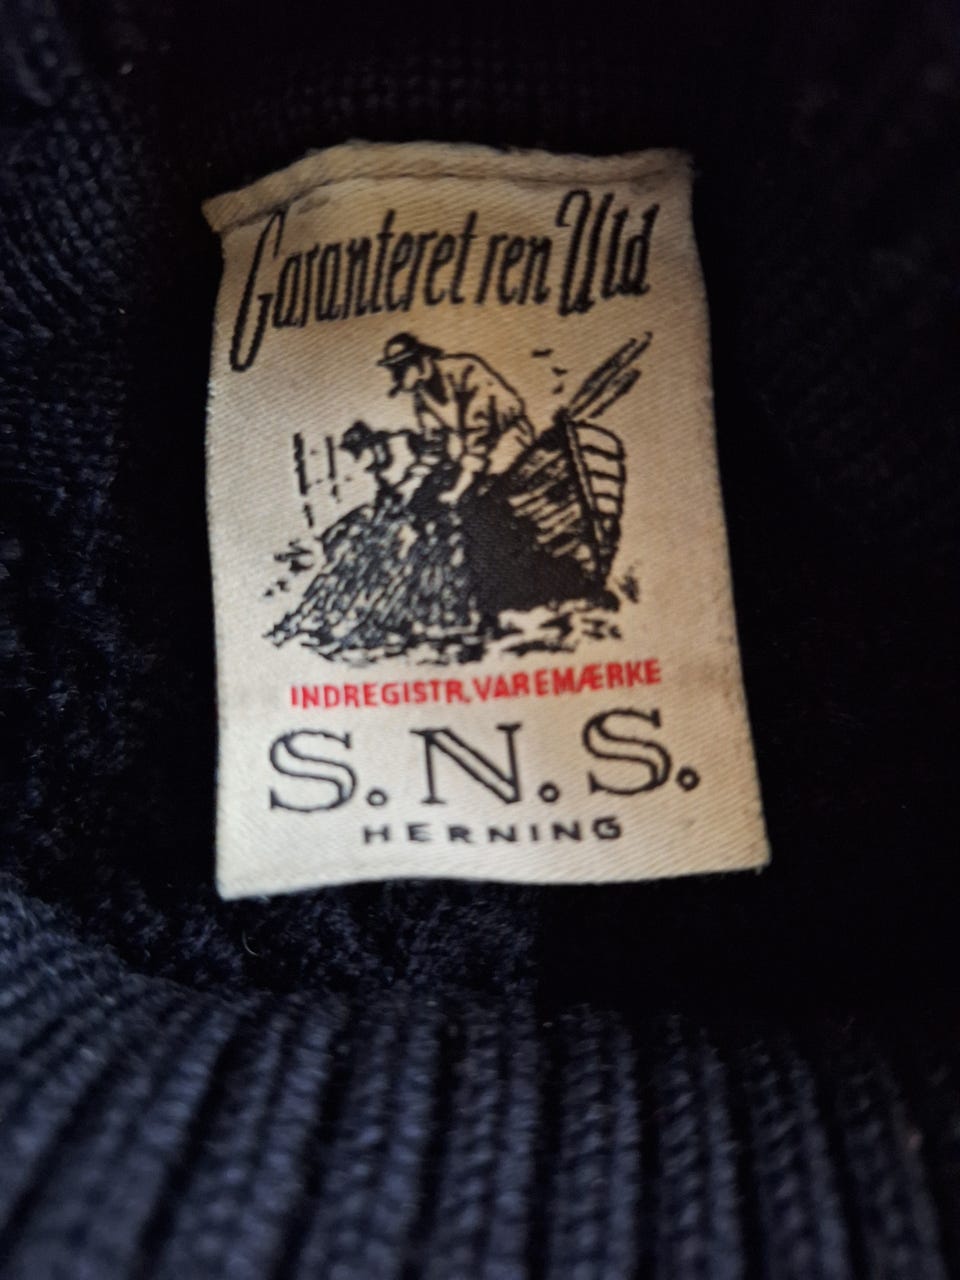 Garanteret ren Uld
INDREGISTR. VAREMÆRKE
S.N.S.
HERNING